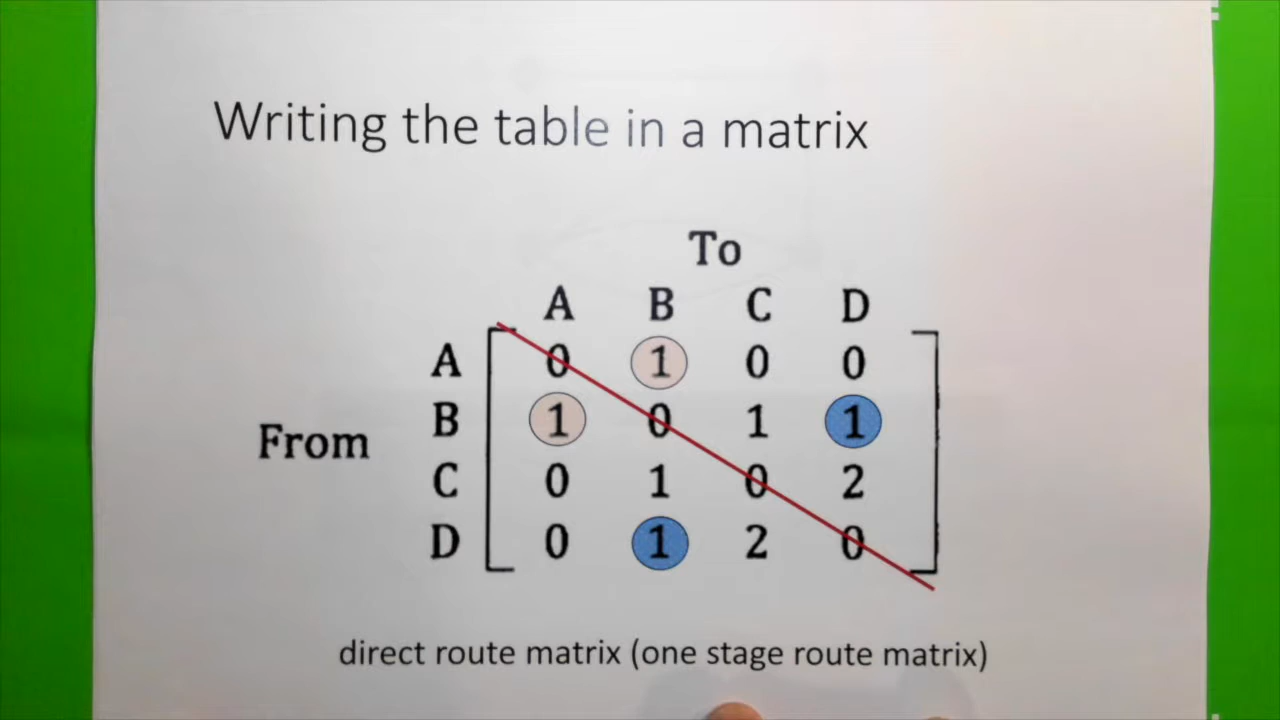 Writing the table in a matrix
To
A B C D
A 0 1 0 0
B 1 0 1 1
From
C 0 1 0 2
D 0 1 2 0
direct route matrix (one stage route matrix)